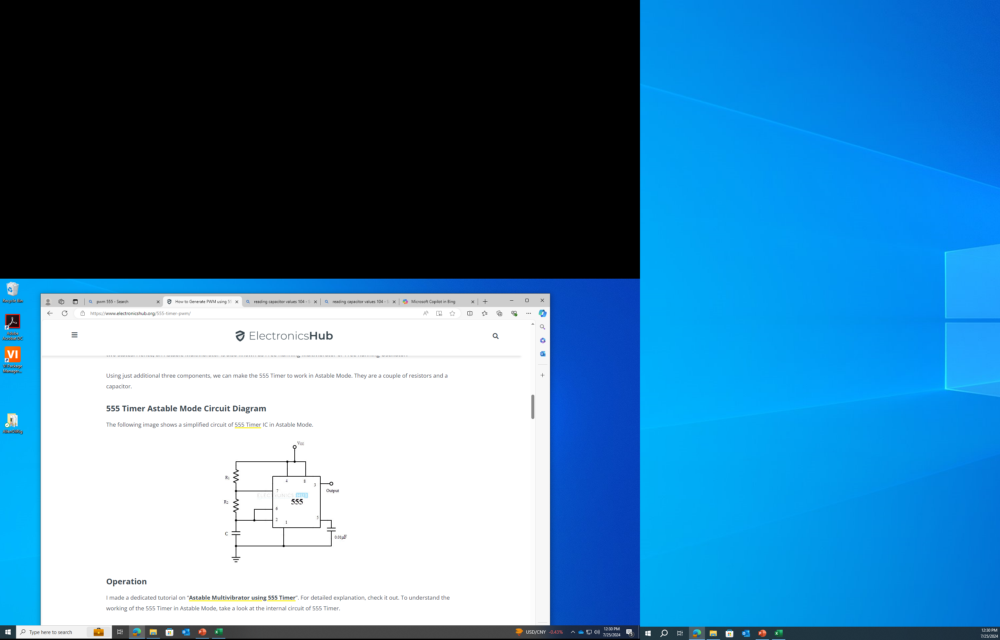 Recycle Bin
Adobe
Acrobat DC
VI
VI Package
Manager...
AllenOilRig
pwm 555 - Search
How to Generate PWM using 55
reading capacitor values 104 - S
reading capacitor values 104 - S
Microsoft Copilot in Bing
https://www.electronicshub.org/555-timer-pwm/
ElectronicsHub
Using just additional three components, we can make the 555 Timer to work in Astable Mode. They are a couple of resistors and a
capacitor.
555 Timer Astable Mode Circuit Diagram
The following image shows a simplified circuit of 555 Timer IC in Astable Mode.
VCC
R1
4
8
3
7
Output
ELECTRONICS HUB
R2
555
6
2
1
5
C
0.01µF
Operation
I made a dedicated tutorial on “Astable Multivibrator using 555 Timer”. For detailed explanation, check it out. To understand the
working of the 555 Timer in Astable Mode, take a look at the internal circuit of 555 Timer.
Type here to search
USD/CNY -0.43%
12:30 PM
7/25/2024
5
12:30 PM
7/25/2024